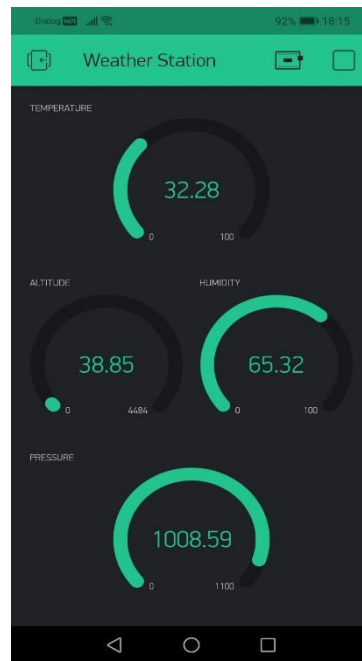 Dialog 92% 18:15
Weather Station
TEMPERATURE
32.28
0 100
ALTITUDE HUMIDITY
38.85 65.32
0 4484 0 100
PRESSURE
1008.59
0 1100